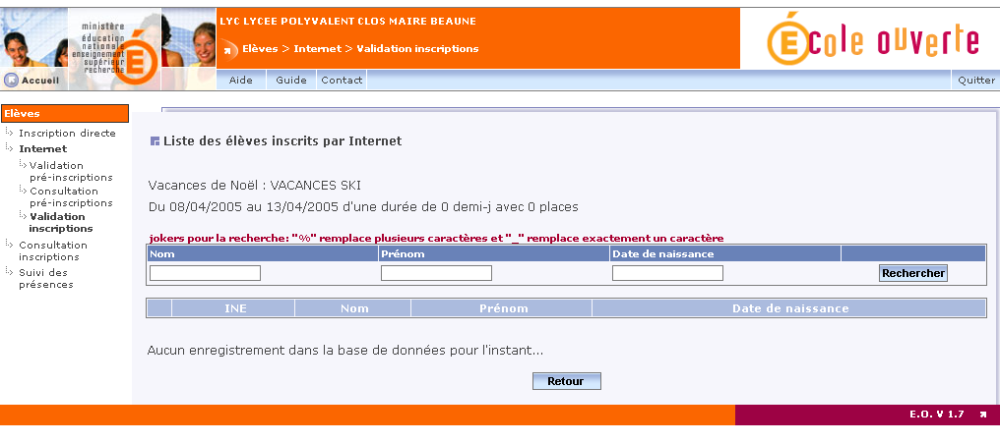 ministère
éducation
nationale
enseignement
supérieur
recherche
É
Accueil
LYC LYCEE POLYVALENT CLOS MAIRE BEAUNE
Elèves > Internet > Validation inscriptions
École ouverte
Aide
Guide
Contact
Quitter
Elèves
Inscription directe
Internet
Validation
pré-inscriptions
Consultation
pré-inscriptions
Validation
inscriptions
Consultation
inscriptions
Suivi des
présences
Liste des élèves inscrits par Internet
Vacances de Noël : VACANCES SKI
Du 08/04/2005 au 13/04/2005 d'une durée de 0 demi-j avec 0 places
jokers pour la recherche: "%" remplace plusieurs caractères et "_" remplace exactement un caractère
Nom Prénom Date de naissance
Rechercher
INE Nom Prénom Date de naissance
Aucun enregistrement dans la base de données pour l'instant...
Retour
E.O. V 1.7